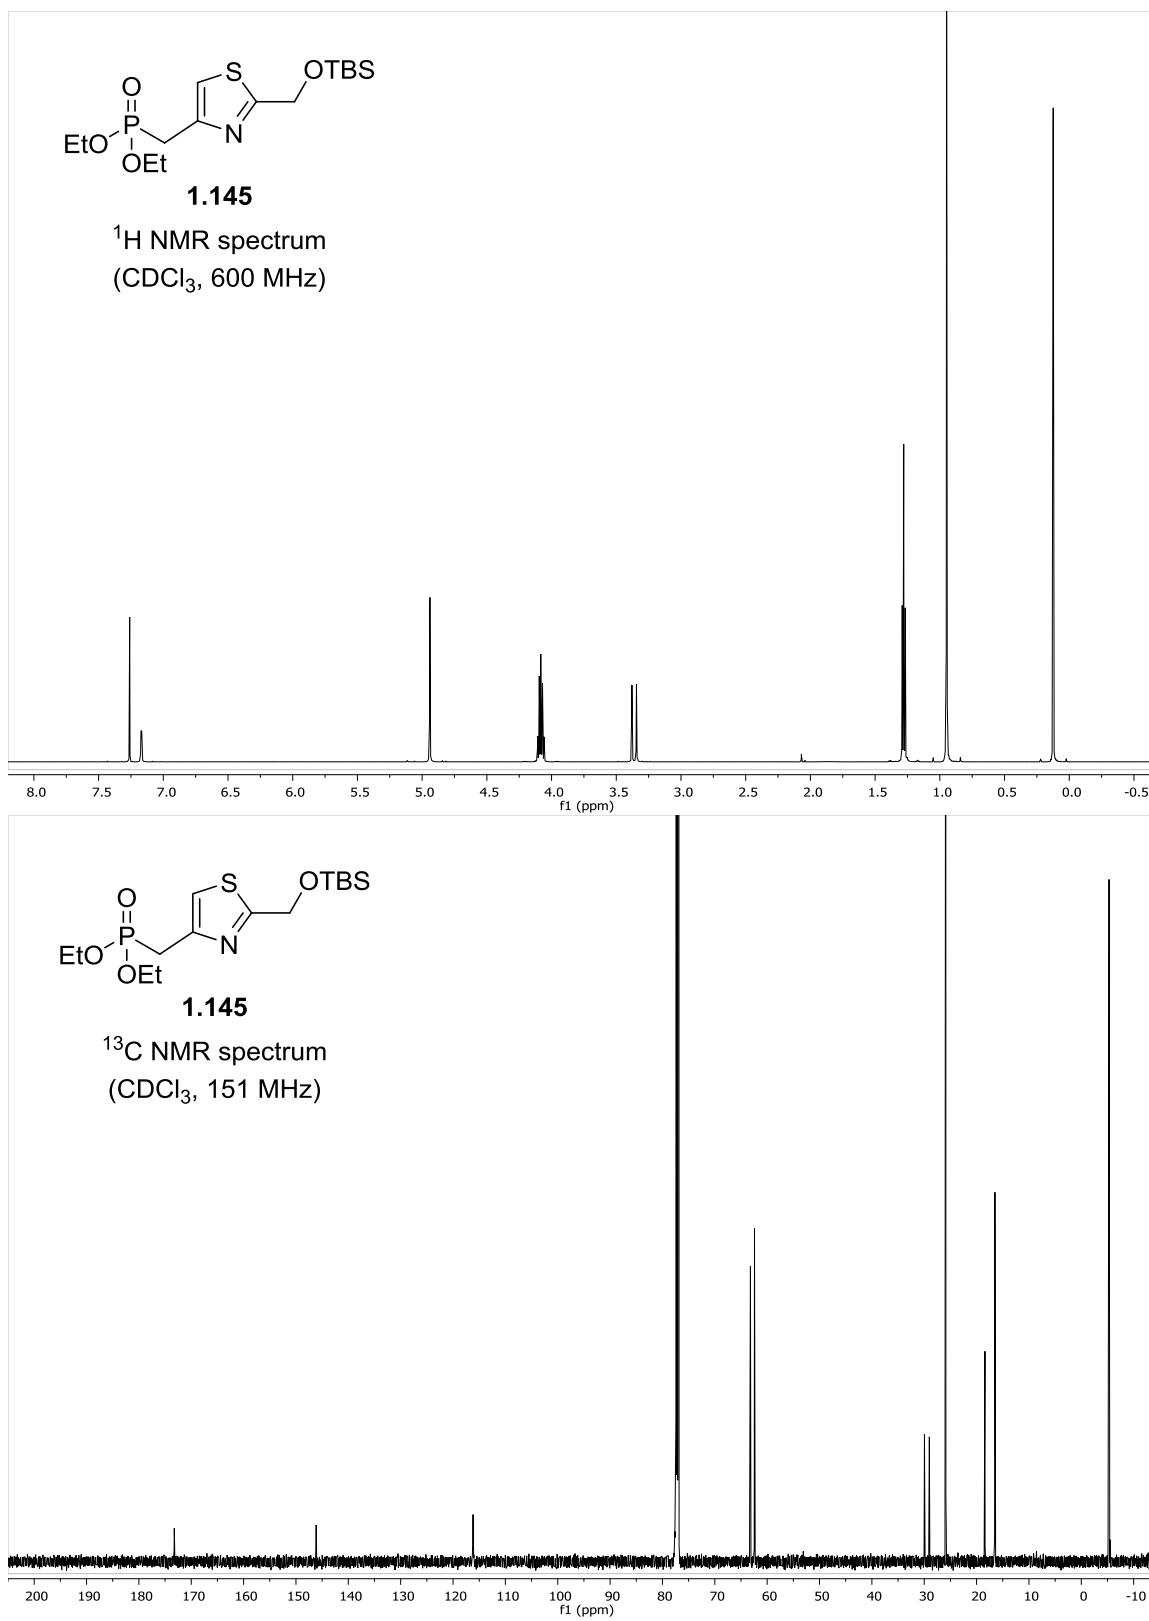 S
OTBS
O
P
N
EtO
OEt
1.145
¹H NMR spectrum
(CDCl₃, 600 MHz)
8.0 7.5 7.0 6.5 6.0 5.5 5.0 4.5 4.0 3.5 3.0 2.5 2.0 1.5 1.0 0.5 0.0 -0.5
f1 (ppm)
S
OTBS
O
P
N
EtO
OEt
1.145
¹³C NMR spectrum
(CDCl₃, 151 MHz)
200 190 180 170 160 150 140 130 120 110 100 90 80 70 60 50 40 30 20 10 0 -10
f1 (ppm)